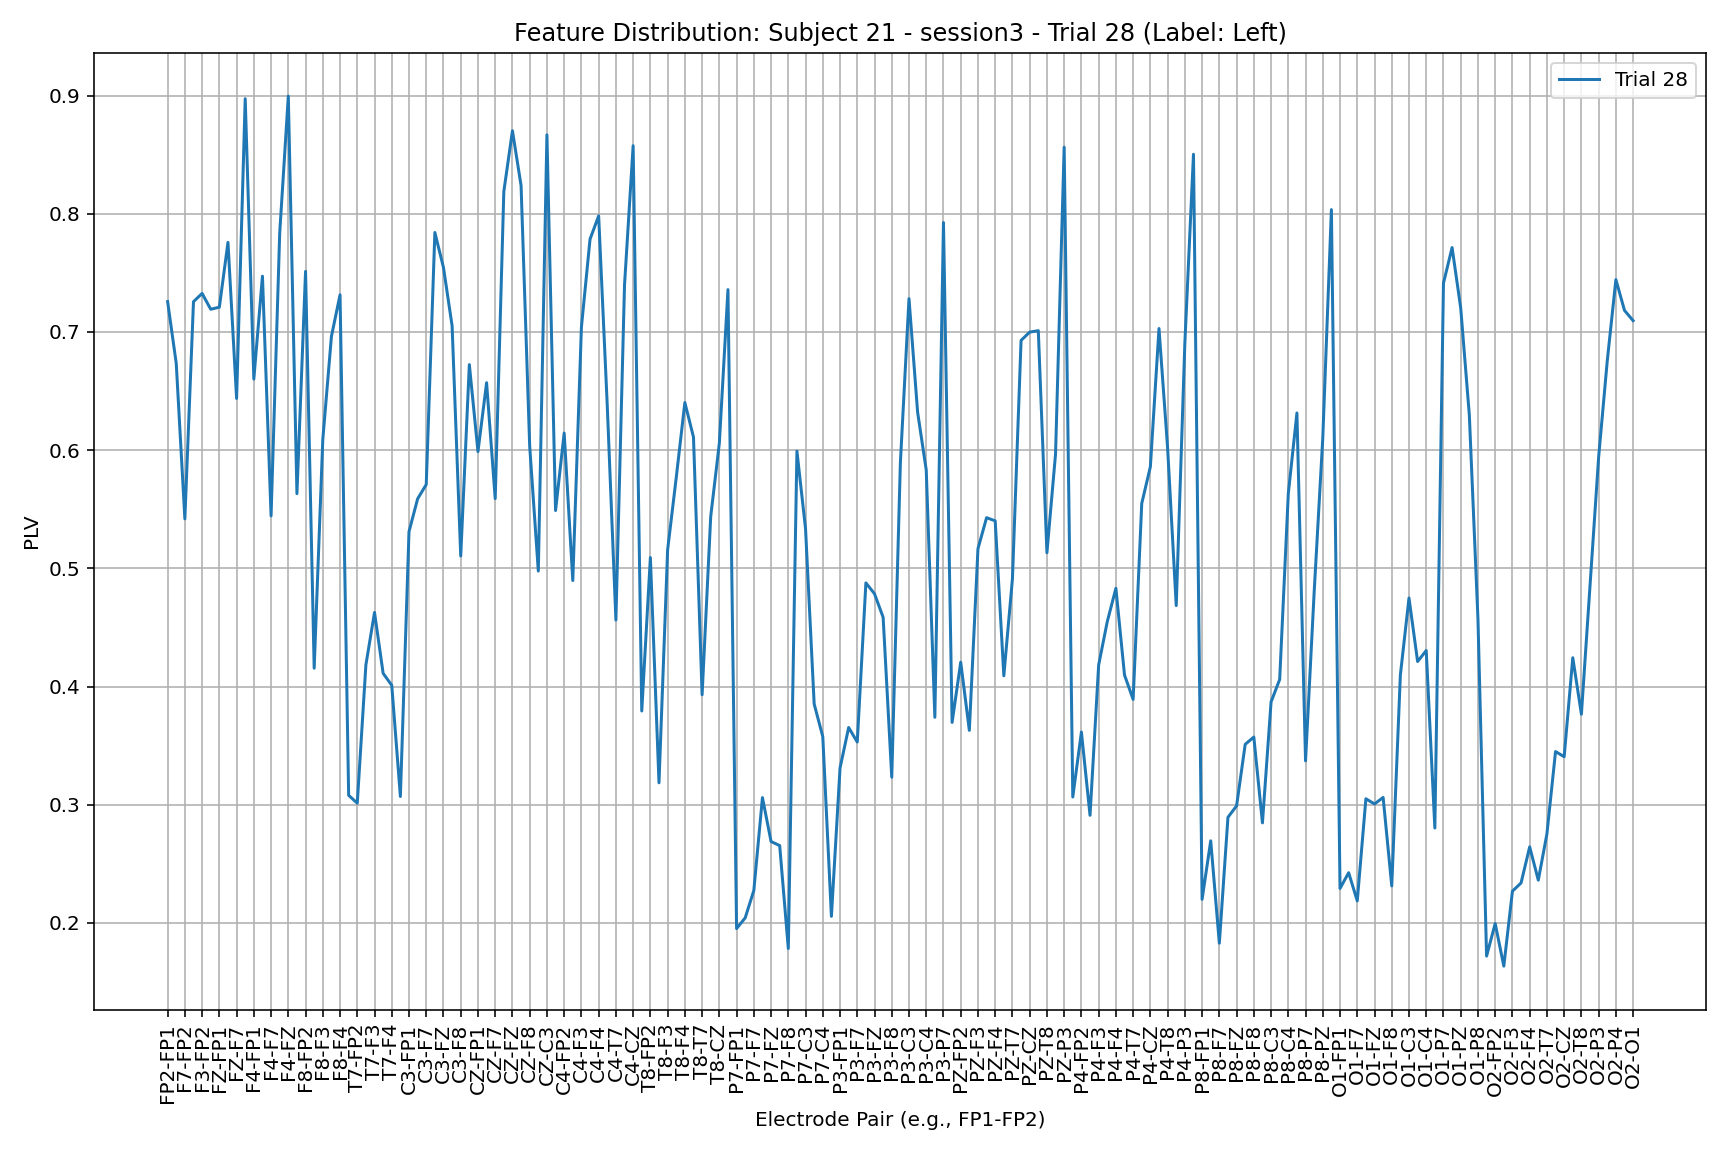 Feature Distribution: Subject 21 - session3 - Trial 28 (Label: Left)
Trial 28
PLV
0.9
0.8
0.7
0.6
0.5
0.4
0.3
0.2
FP2-FP1
F7-FP2
F3-FP2
FZ-FP1
FZ-F7
F4-FP1
F4-F7
F4-FZ
F8-FP2
F8-F3
F8-F4
T7-FP2
T7-F3
T7-F4
C3-FP1
C3-F7
C3-FZ
C3-F8
CZ-FP1
CZ-F7
CZ-FZ
CZ-F8
CZ-C3
C4-FP2
C4-F3
C4-F4
C4-T7
C4-CZ
T8-FP2
T8-F3
T8-F4
T8-T7
T8-CZ
P7-FP1
P7-F7
P7-FZ
P7-F8
P7-C3
P7-C4
P3-FP1
P3-F7
P3-FZ
P3-F8
P3-C3
P3-C4
P3-P7
PZ-FP2
PZ-F3
PZ-F4
PZ-T7
PZ-CZ
PZ-T8
PZ-P3
P4-FP2
P4-F3
P4-F4
P4-T7
P4-CZ
P4-T8
P4-P3
P8-FP1
P8-F7
P8-FZ
P8-F8
P8-C3
P8-C4
P8-P7
P8-PZ
O1-FP1
O1-F7
O1-FZ
O1-F8
O1-C3
O1-C4
O1-P7
O1-PZ
O1-P8
O2-FP2
O2-F3
O2-F4
O2-T7
O2-CZ
O2-T8
O2-P3
O2-P4
O2-O1
Electrode Pair (e.g., FP1-FP2)